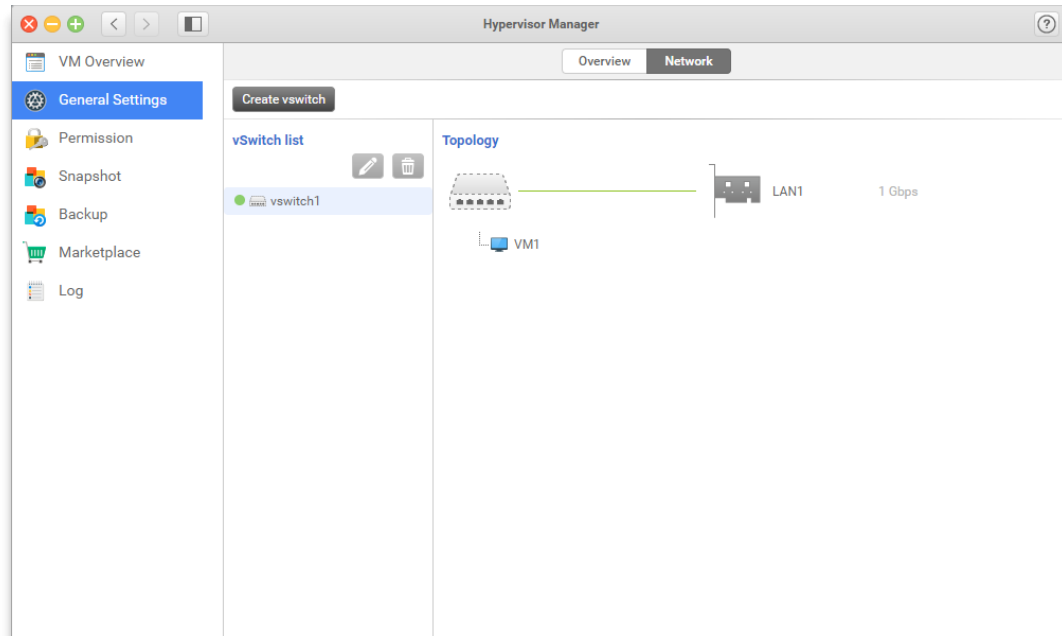 Hypervisor Manager
?
VM Overview
General Settings
Permission
Snapshot
Backup
Marketplace
Log
Overview Network
Create vswitch
vSwitch list
vswitch1
Topology
LAN1 1 Gbps
VM1